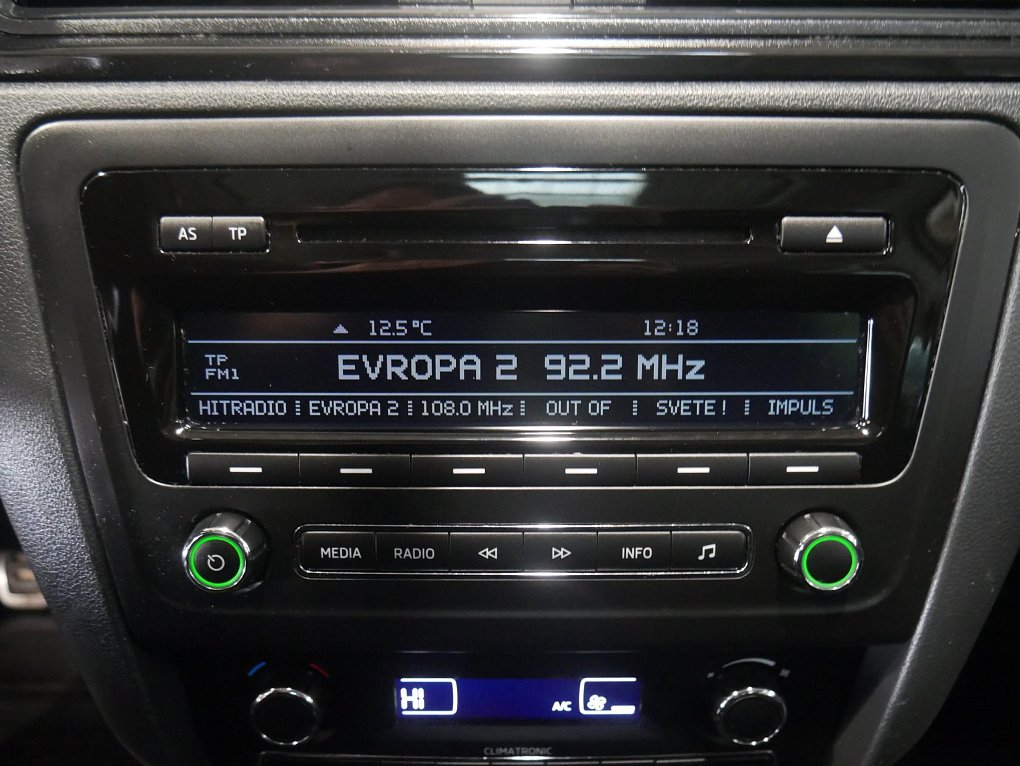 AS TP
12.5°C 12:18
TP
FM1
EVROPA 2 92.2 MHz
HITRADIO EVROPA 2 108.0 MHz OUT OF SVETE! IMPULS
MEDIA RADIO INFO
HI A/C
CLIMATRONIC